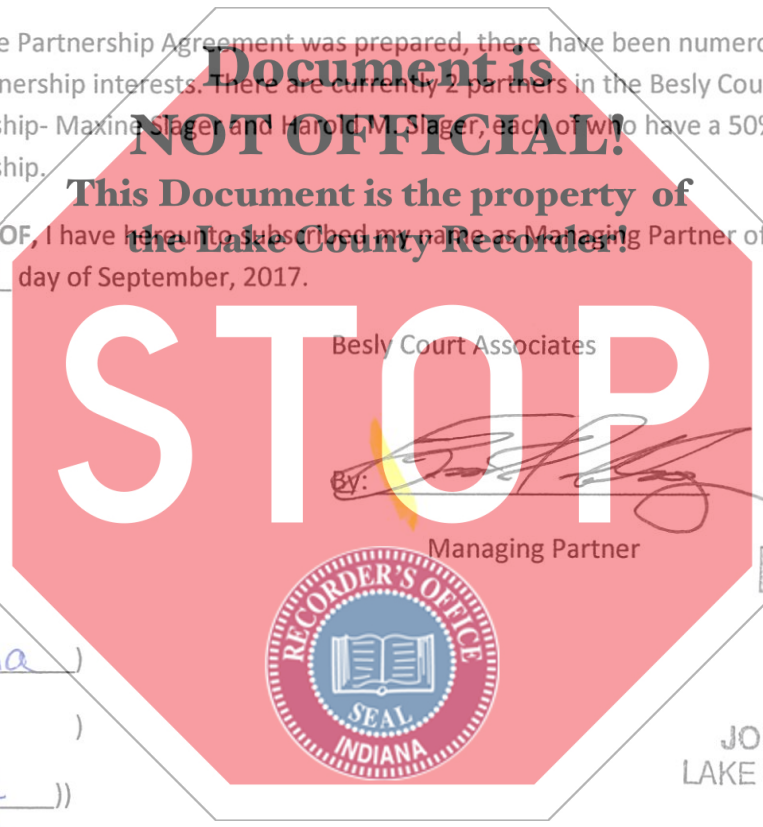 e Partnership Agreement was prepared, there have been numero
Document is
nership interests. There are currently 2 partners in the Besly Cou
NOT OFFICIAL!
ship- Maxine Slager and Harold M. Slager, each of who have a 50%
ship.
This Document is the property of
OF, I have hereunto subscribed my name as Managing Partner of
the Lake County Recorder!
day of September, 2017.
STOP
Besly Court Associates
By:
Managing Partner
RECORDER'S OFFICE
SEAL
INDIANA
a )
)
))
JO
LAKE